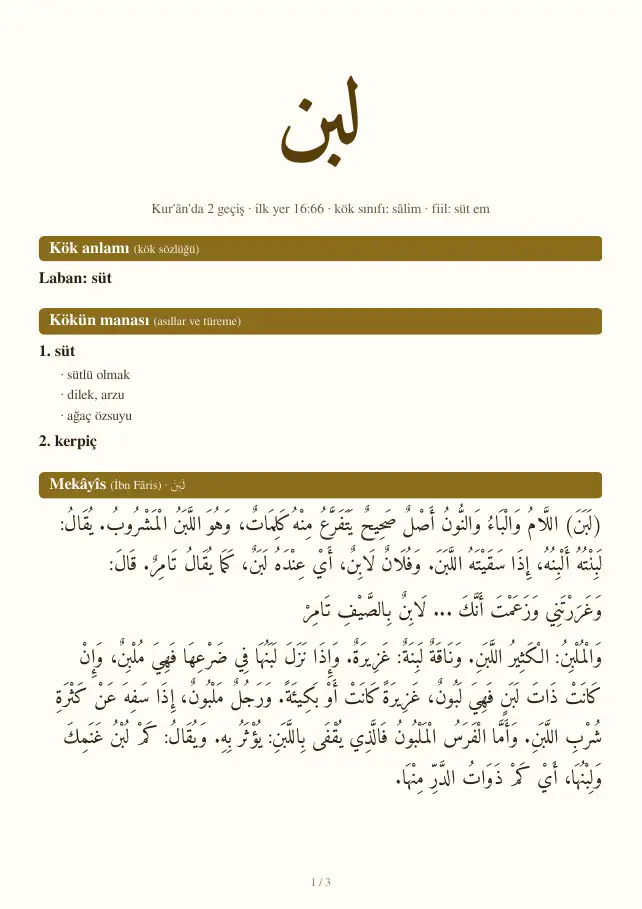 لبن
Kur'ân'da 2 geçiş · ilk yer 16:66 · kök sınıfı: sâlim · fiil: süt em
Kök anlamı (kök sözlüğü)
Laban: süt
Kökün manası (asıllar ve türeme)
1. süt
· sütlü olmak
· dilek, arzu
· ağaç özsuyu
2. kerpiç
Mekâyîs (İbn Fâris) · لَبَنَ
(لَبَنَ) اللَّامُ وَالْبَاءُ وَالنُّونُ أَصْلٌ صَحِيحٌ يَتَفَرَّعُ مِنْهُ كَلِمَاتٌ، وَهُوَ اللَّبَنُ الْمَشْرُوبُ. يُقَالُ:
لَبَنْتُهُ أَلْبِنُهُ، إِذَا سَقَيْتَهُ اللَّبَنَ. وَفُلَانٌ لَابِنٌ، أَيْ عِنْدَهُ لَبَنٌ، كَمَا يُقَالُ تَامِرٌ. قَالَ:
وَغَرَرْتَنِي وَزَعَمْتَ أَنَّكَ ... لَابِنٌ بِالصَّيْفِ تَامِرْ
وَالْمُلْبِنُ: الْكَثِيرُ اللَّبَنِ. وَنَاقَةٌ لَبِنَةٌ: غَزِيرَةٌ. وَإِذَا نَزَلَ لَبَنُهَا فِي ضَرْعِهَا فَهِيَ مُلْبِنٌ، وَإِنْ
كَانَتْ ذَاتَ لَبَنٍ فَهِيَ لَبُونٌ، غَزِيرَةً كَانَتْ أَوْ بَكِيئَةً. وَرَجُلٌ مَلْبُونٌ، إِذَا سَفِهَ عَنْ كَثْرَةِ
شُرْبِ اللَّبَنِ. وَأَمَّا الْفَرَسُ الْمَلْبُونُ فَالَّذِي يُقْفَى بِاللَّبَنِ: يُؤْثَرُ بِهِ. وَيُقَالُ: كَمْ لُبْنُ غَنَمِكَ
وَلِبْنُهَا، أَيْ كَمْ ذَوَاتُ الدَّرِّ مِنْهَا.
1 / 3